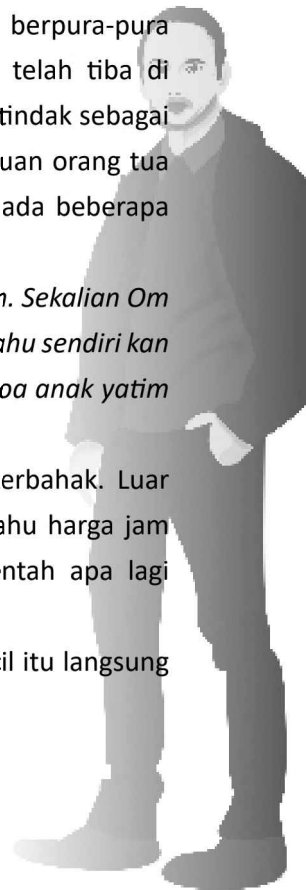 berpura-pura
telah tiba di
tindak sebagai
uan orang tua
ada beberapa
n. Sekalian Om
ahu sendiri kan
oa anak yatim
erbahak. Luar
ahu harga jam
entah apa lagi
cil itu langsung